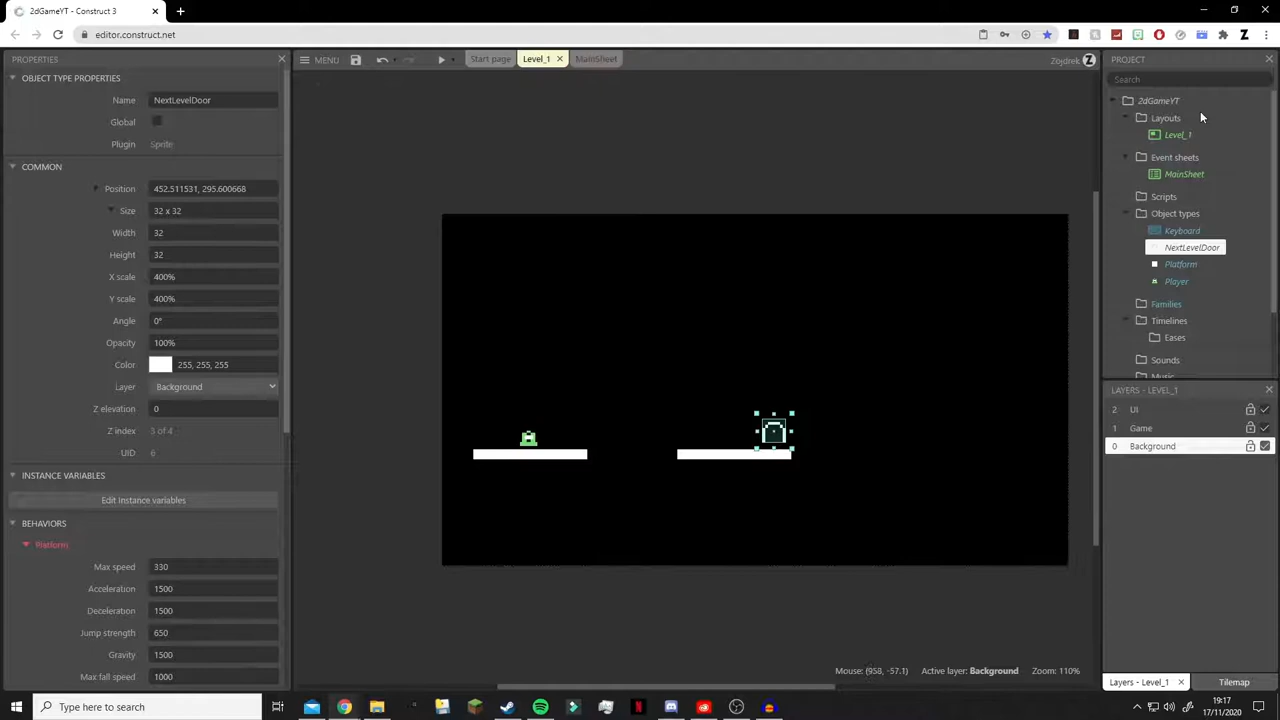 2dGameYT - Construct 3
editor.construct.net
PROPERTIES
OBJECT TYPE PROPERTIES
Name NextLevelDoor
Global
Plugin Sprite
COMMON
Position 452.511531, 295.600668
Size 32 x 32
Width 32
Height 32
X scale 400%
Y scale 400%
Angle 0°
Opacity 100%
Color 255, 255, 255
Layer Background
Z elevation 0
Z index 3 of 4
UID 6
INSTANCE VARIABLES
Edit Instance variables
BEHAVIORS
Platform
Max speed 330
Acceleration 1500
Deceleration 1500
Jump strength 650
Gravity 1500
Max fall speed 1000
MENU
Start page
Level_1
MainSheet
Zojdrek
Mouse: (958, -57.1) Active layer: Background Zoom: 110%
PROJECT
Search
2dGameYT
Layouts
Level_1
Event sheets
MainSheet
Scripts
Object types
Keyboard
NextLevelDoor
Platform
Player
Families
Timelines
Eases
Sounds
Music
LAYERS - LEVEL_1
2 UI
1 Game
0 Background
Layers - Level_1
Tilemap
Type here to search
19:17
17/11/2020